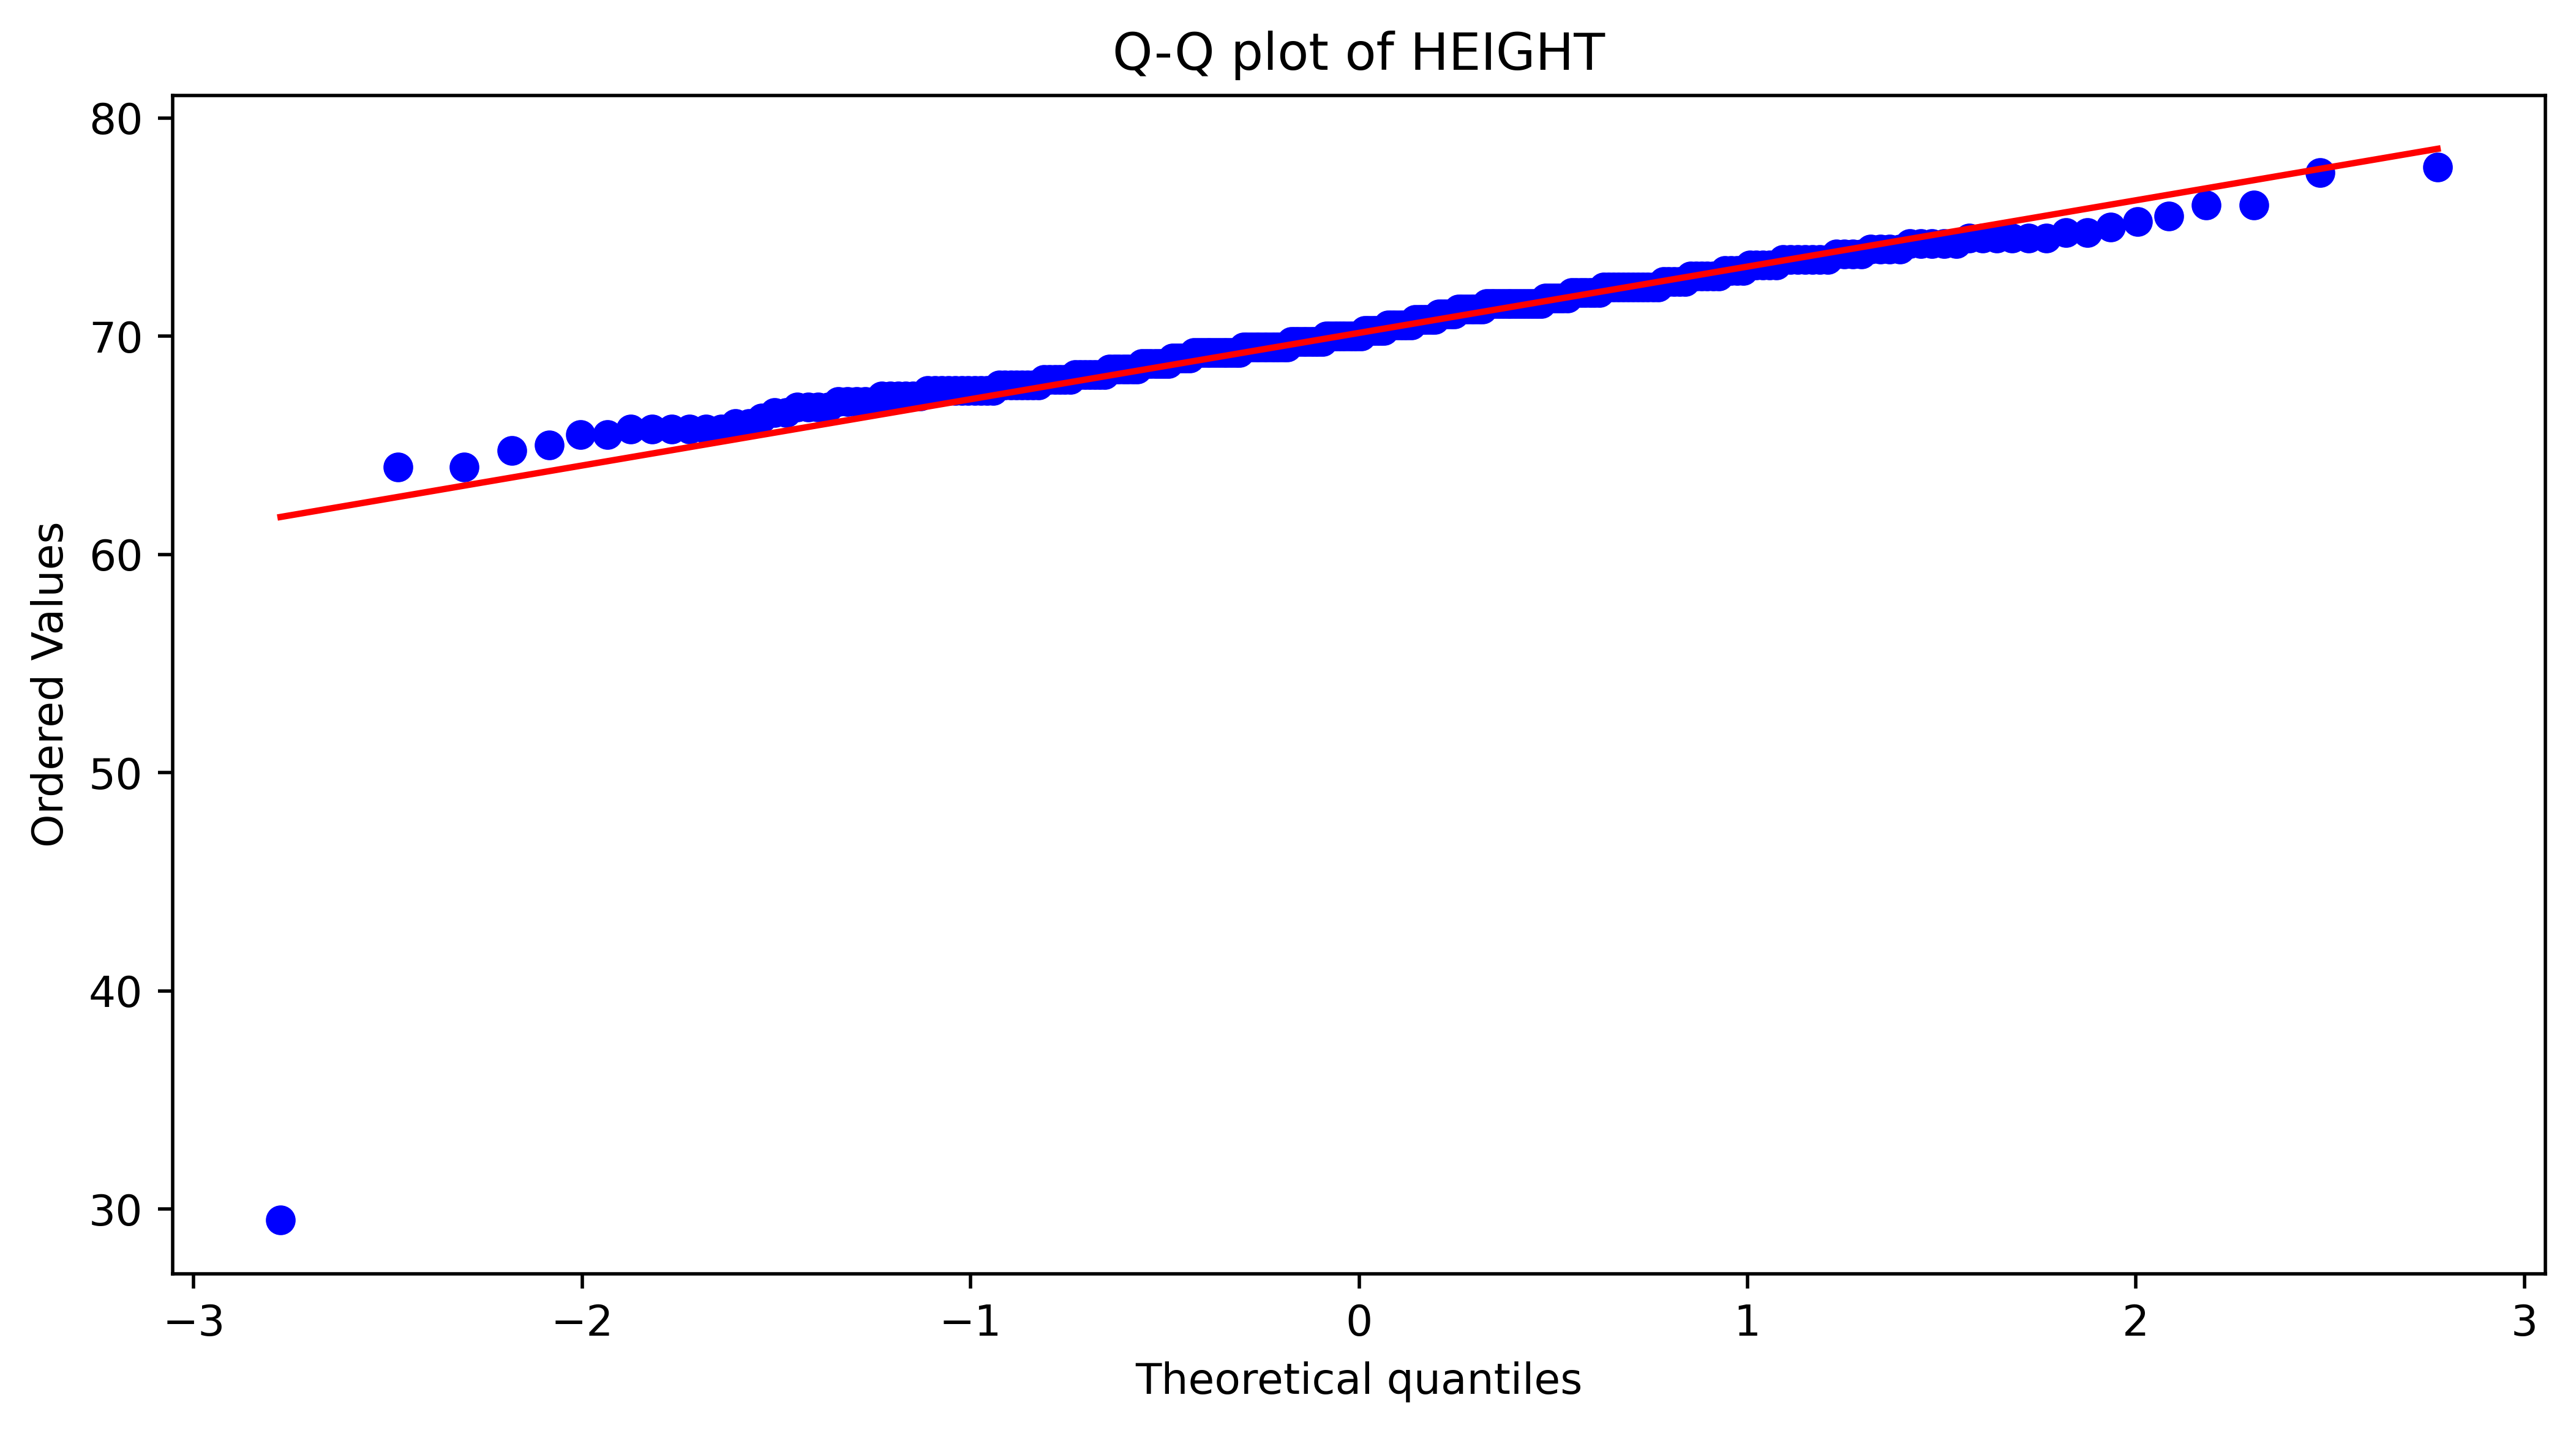 Q-Q plot of HEIGHT
80
70
60
50
40
30
Ordered Values
−3 −2 −1 0 1 2 3
Theoretical quantiles